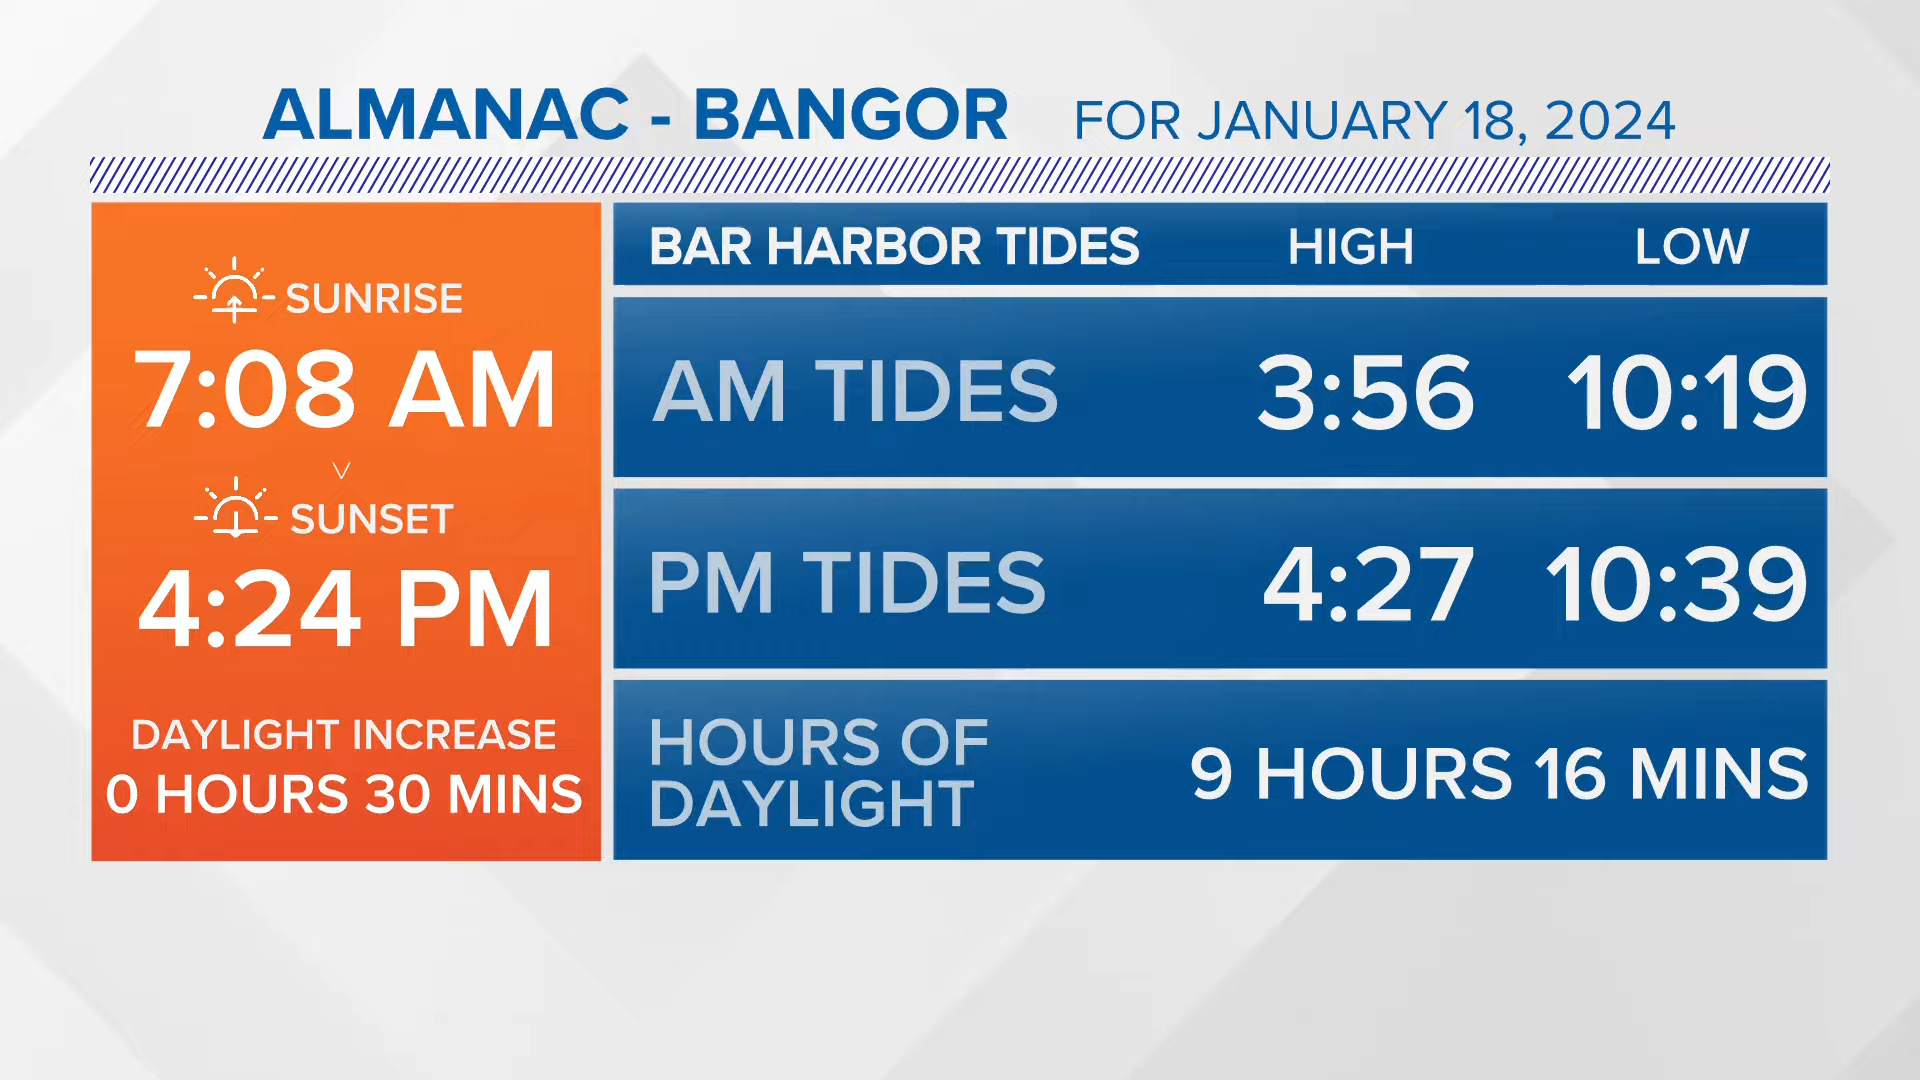 ALMANAC - BANGOR FOR JANUARY 18, 2024
SUNRISE
7:08 AM
SUNSET
4:24 PM
DAYLIGHT INCREASE
0 HOURS 30 MINS
BAR HARBOR TIDES HIGH LOW
AM TIDES 3:56 10:19
PM TIDES 4:27 10:39
HOURS OF
DAYLIGHT
9 HOURS 16 MINS